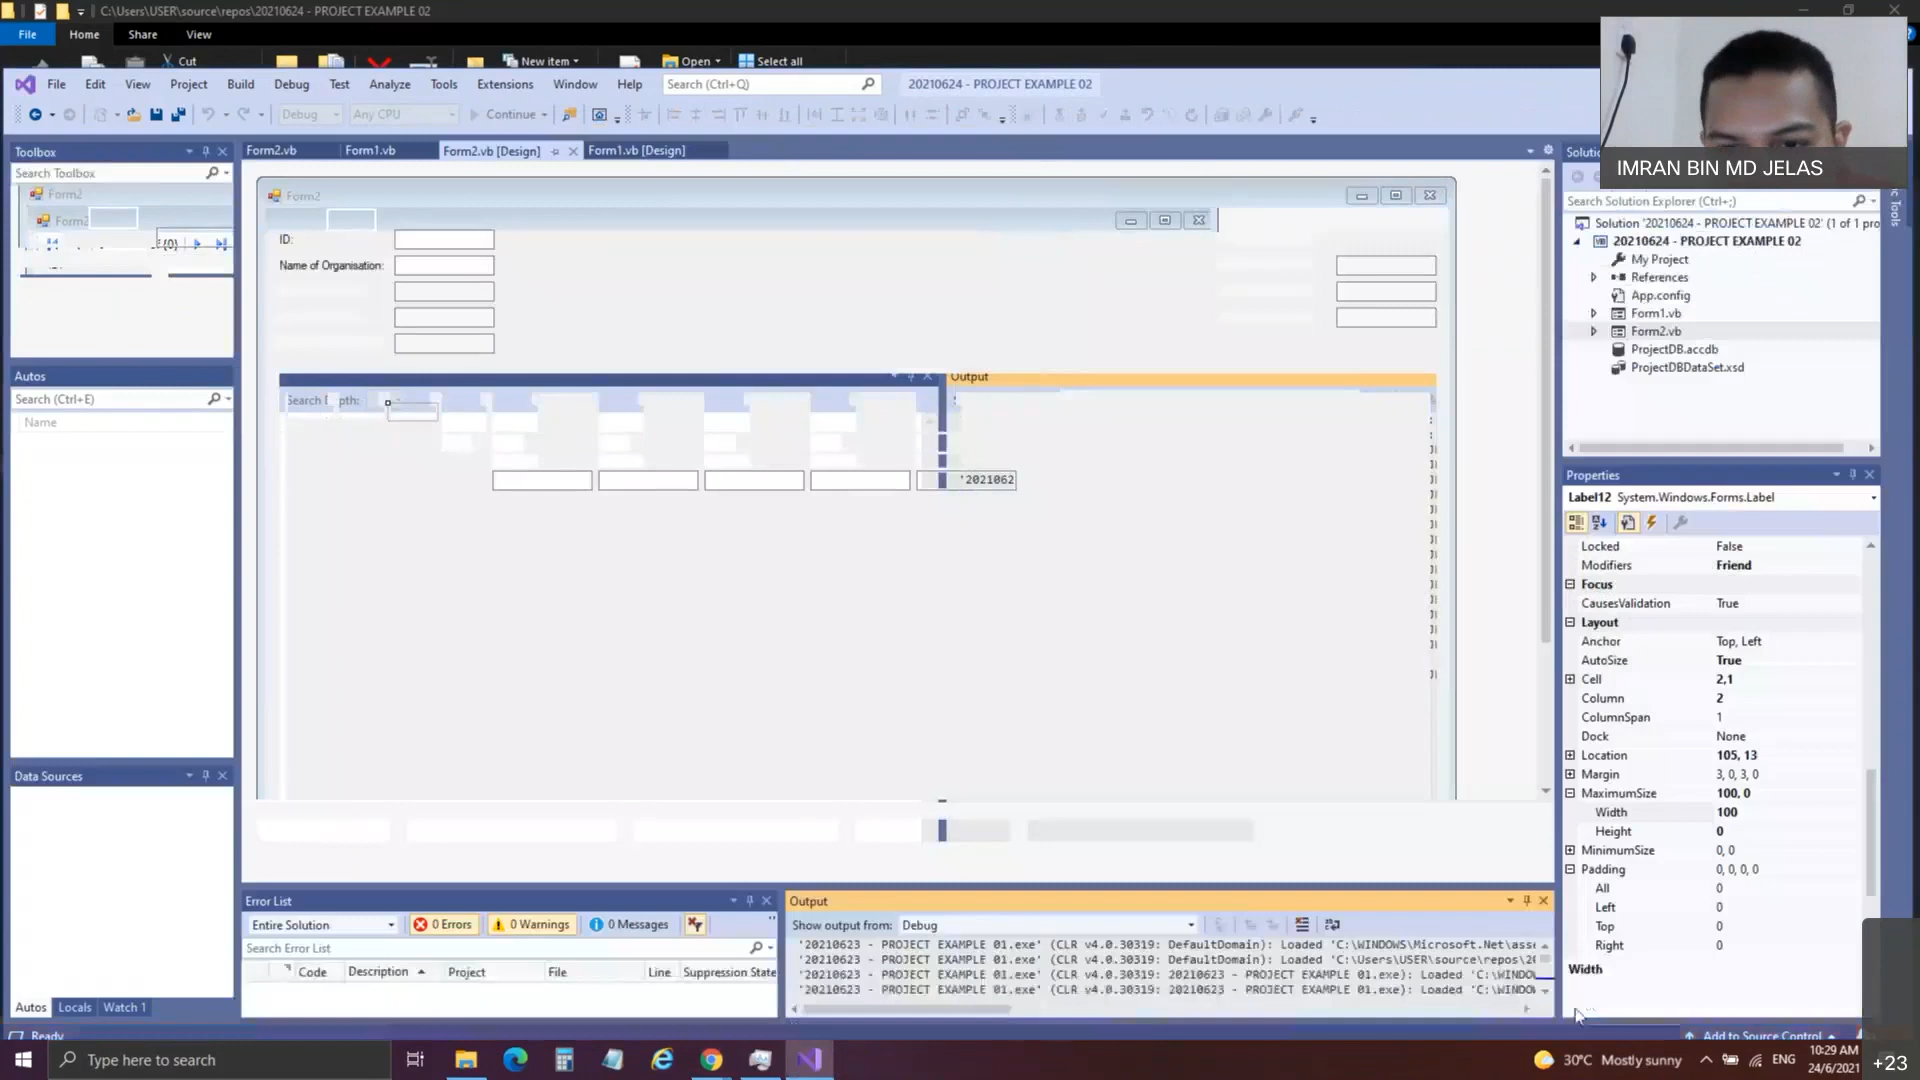 C:\Users\USER\source\repos\20210624 - PROJECT EXAMPLE 02
File Home Share View
Cut New item Open Select all
File Edit View Project Build Debug Test Analyze Tools Extensions Window Help Search (Ctrl+Q) 20210624 - PROJECT EXAMPLE 02
Debug Any CPU Continue
Toolbox
Search Toolbox
Form2
Form2
Form2.vb Form1.vb Form2.vb [Design] Form1.vb [Design]
Form2
ID:
Name of Organisation:
Output
'2021062
Autos
Search (Ctrl+E)
Name
Data Sources
Autos Locals Watch 1
Error List
Entire Solution 0 Errors 0 Warnings 0 Messages
Search Error List
Code Description Project File Line Suppression State
Output
Show output from: Debug
'20210623 - PROJECT EXAMPLE 01.exe' (CLR v4.0.30319: DefaultDomain): Loaded 'C:\WINDOWS\Microsoft.Net\asse
'20210623 - PROJECT EXAMPLE 01.exe' (CLR v4.0.30319: DefaultDomain): Loaded 'C:\Users\USER\source\repos\20
'20210623 - PROJECT EXAMPLE 01.exe' (CLR v4.0.30319: 20210623 - PROJECT EXAMPLE 01.exe): Loaded 'C:\WINDOW
'20210623 - PROJECT EXAMPLE 01.exe' (CLR v4.0.30319: 20210623 - PROJECT EXAMPLE 01.exe): Loaded 'C:\WINDOW
IMRAN BIN MD JELAS
Search Solution Explorer (Ctrl+;)
Solution '20210624 - PROJECT EXAMPLE 02' (1 of 1 pro
20210624 - PROJECT EXAMPLE 02
My Project
References
App.config
Form1.vb
Form2.vb
ProjectDB.accdb
ProjectDBDataSet.xsd
Properties
Label12 System.Windows.Forms.Label
Locked False
Modifiers Friend
Focus
CausesValidation True
Layout
Anchor Top, Left
AutoSize True
Cell 2,1
Column 2
ColumnSpan 1
Dock None
Location 105, 13
Margin 3, 0, 3, 0
MaximumSize 100, 0
Width 100
Height 0
MinimumSize 0, 0
Padding 0, 0, 0, 0
All 0
Left 0
Top 0
Right 0
Width
Ready
Add to Source Control
Type here to search
30°C Mostly sunny ENG 10:29 AM
24/6/2021
+23